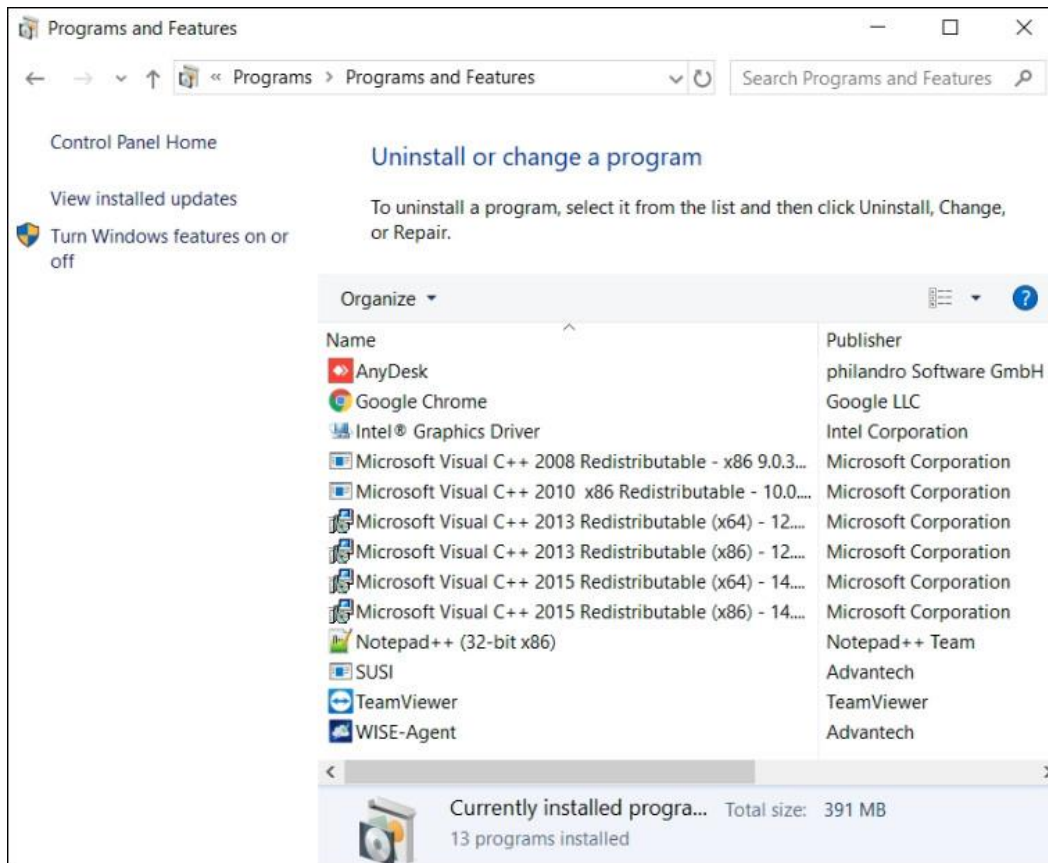 Programs and Features
« Programs > Programs and Features
Search Programs and Features
Control Panel Home
View installed updates
Turn Windows features on or
off
Uninstall or change a program
To uninstall a program, select it from the list and then click Uninstall, Change,
or Repair.
Organize
Name Publisher
AnyDesk philandro Software GmbH
Google Chrome Google LLC
Intel® Graphics Driver Intel Corporation
Microsoft Visual C++ 2008 Redistributable - x86 9.0.3... Microsoft Corporation
Microsoft Visual C++ 2010 x86 Redistributable - 10.0.... Microsoft Corporation
Microsoft Visual C++ 2013 Redistributable (x64) - 12.... Microsoft Corporation
Microsoft Visual C++ 2013 Redistributable (x86) - 12.... Microsoft Corporation
Microsoft Visual C++ 2015 Redistributable (x64) - 14.... Microsoft Corporation
Microsoft Visual C++ 2015 Redistributable (x86) - 14.... Microsoft Corporation
Notepad++ (32-bit x86) Notepad++ Team
SUSI Advantech
TeamViewer TeamViewer
WISE-Agent Advantech
Currently installed progra... Total size: 391 MB
13 programs installed